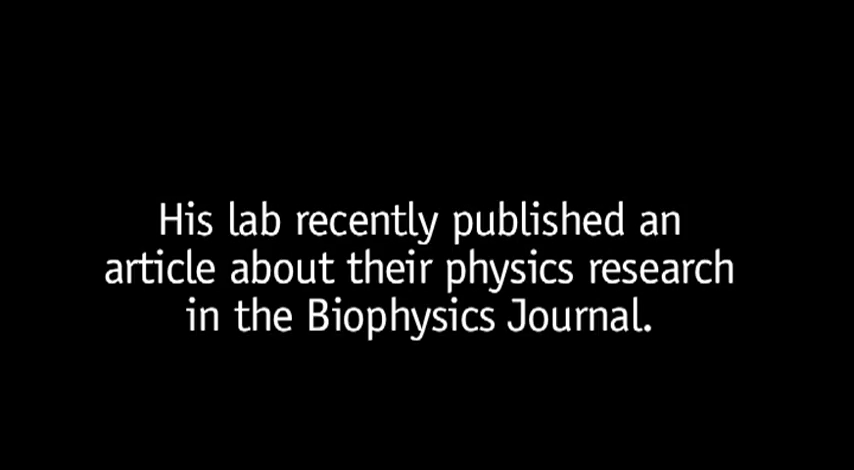 His lab recently published an
article about their physics research
in the Biophysics Journal.